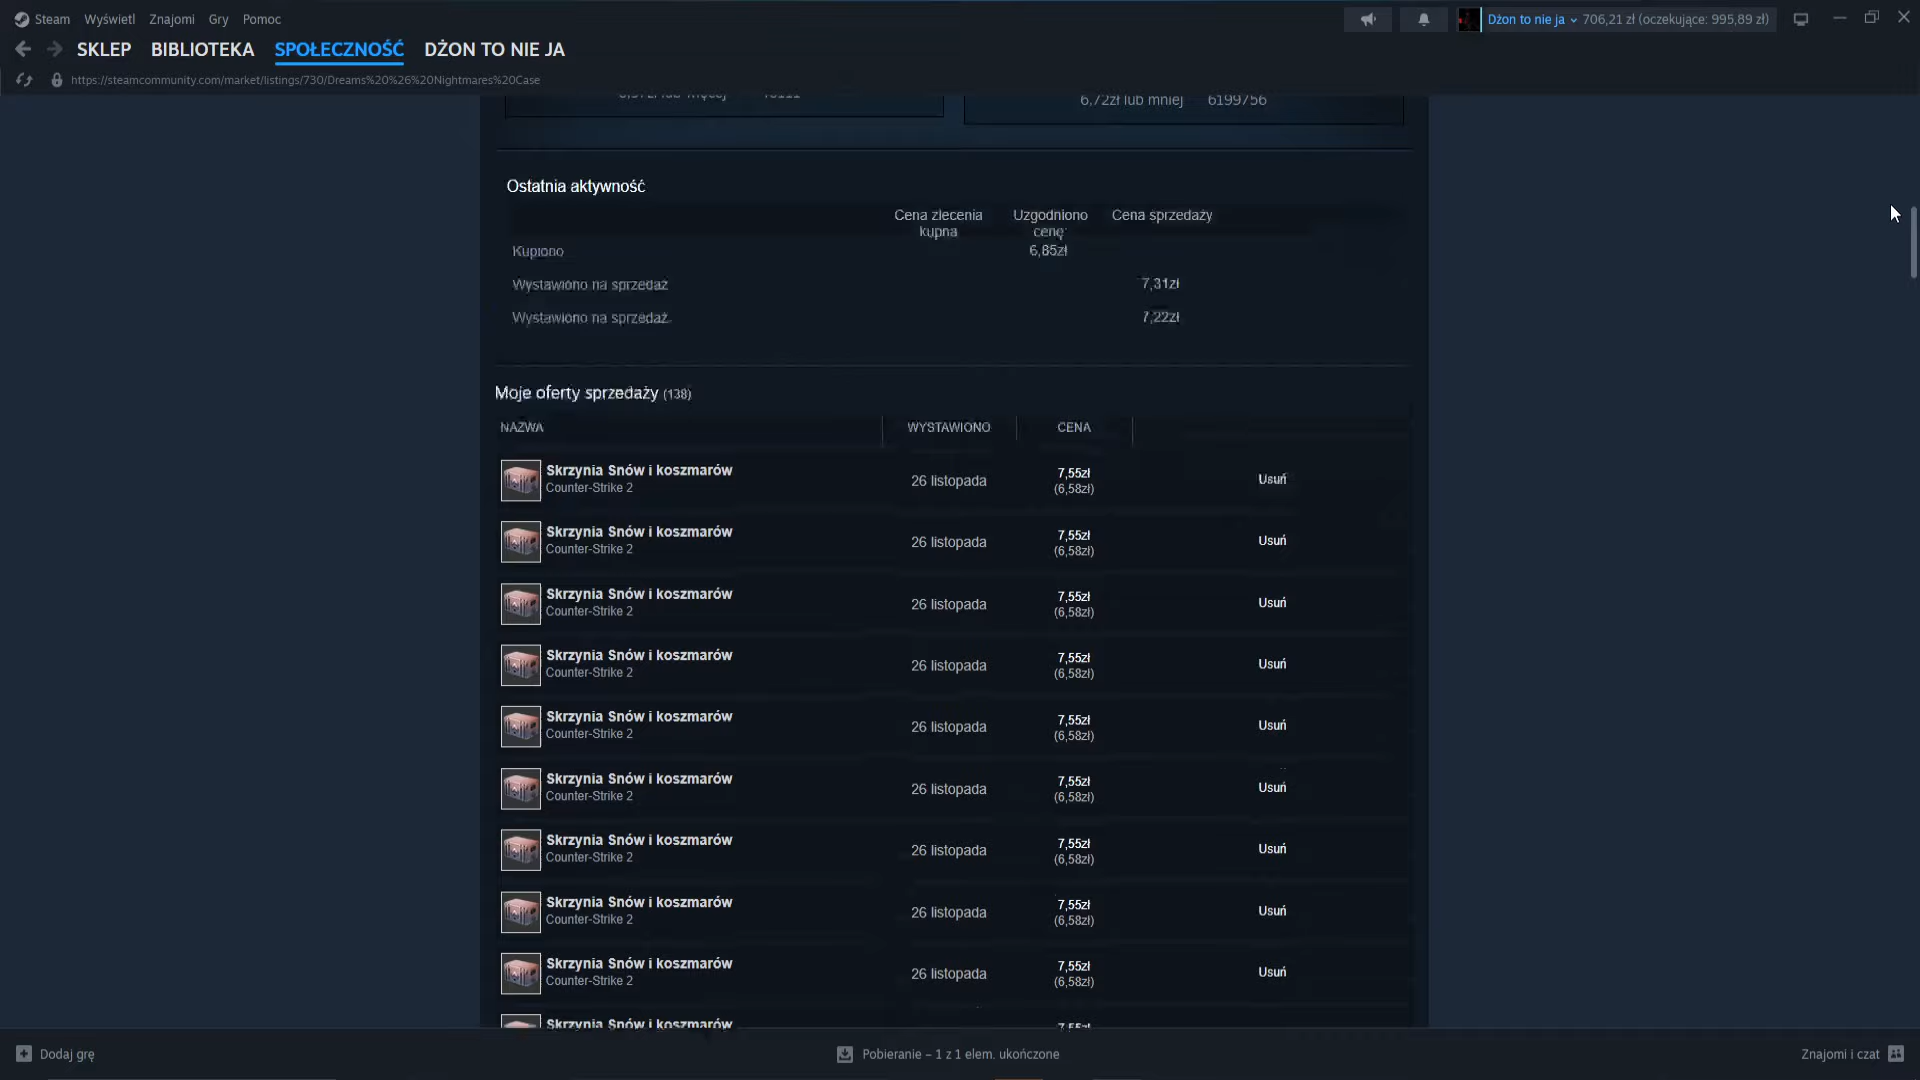 Steam Wyświetl Znajomi Gry Pomoc
Dżon to nie ja 706,21 zł (oczekujące: 995,89 zł)
SKLEP BIBLIOTEKA SPOŁECZNOŚĆ DŻON TO NIE JA
https://steamcommunity.com/market/listings/730/Dreams%20%26%20Nightmares%20Case
lub więcej
6,72zł lub mniej 6199756
Ostatnia aktywność
Cena zlecenia kupna Uzgodniono cenę: Cena sprzedaży
Kupiono 6,85zł
Wystawiono na sprzedaż 7,31zł
Wystawiono na sprzedaż 7,22zł
Moje oferty sprzedaży (138)
NAZWA WYSTAWIONO CENA
Skrzynia Snów i koszmarów
Counter-Strike 2
26 listopada
7,55zł
(6,58zł)
Usuń
Skrzynia Snów i koszmarów
Counter-Strike 2
26 listopada
7,55zł
(6,58zł)
Usuń
Skrzynia Snów i koszmarów
Counter-Strike 2
26 listopada
7,55zł
(6,58zł)
Usuń
Skrzynia Snów i koszmarów
Counter-Strike 2
26 listopada
7,55zł
(6,58zł)
Usuń
Skrzynia Snów i koszmarów
Counter-Strike 2
26 listopada
7,55zł
(6,58zł)
Usuń
Skrzynia Snów i koszmarów
Counter-Strike 2
26 listopada
7,55zł
(6,58zł)
Usuń
Skrzynia Snów i koszmarów
Counter-Strike 2
26 listopada
7,55zł
(6,58zł)
Usuń
Skrzynia Snów i koszmarów
Counter-Strike 2
26 listopada
7,55zł
(6,58zł)
Usuń
Skrzynia Snów i koszmarów
Counter-Strike 2
26 listopada
7,55zł
(6,58zł)
Usuń
Skrzynia Snów i koszmarów
7,55zł
Dodaj grę
Pobieranie – 1 z 1 elem. ukończone
Znajomi i czat